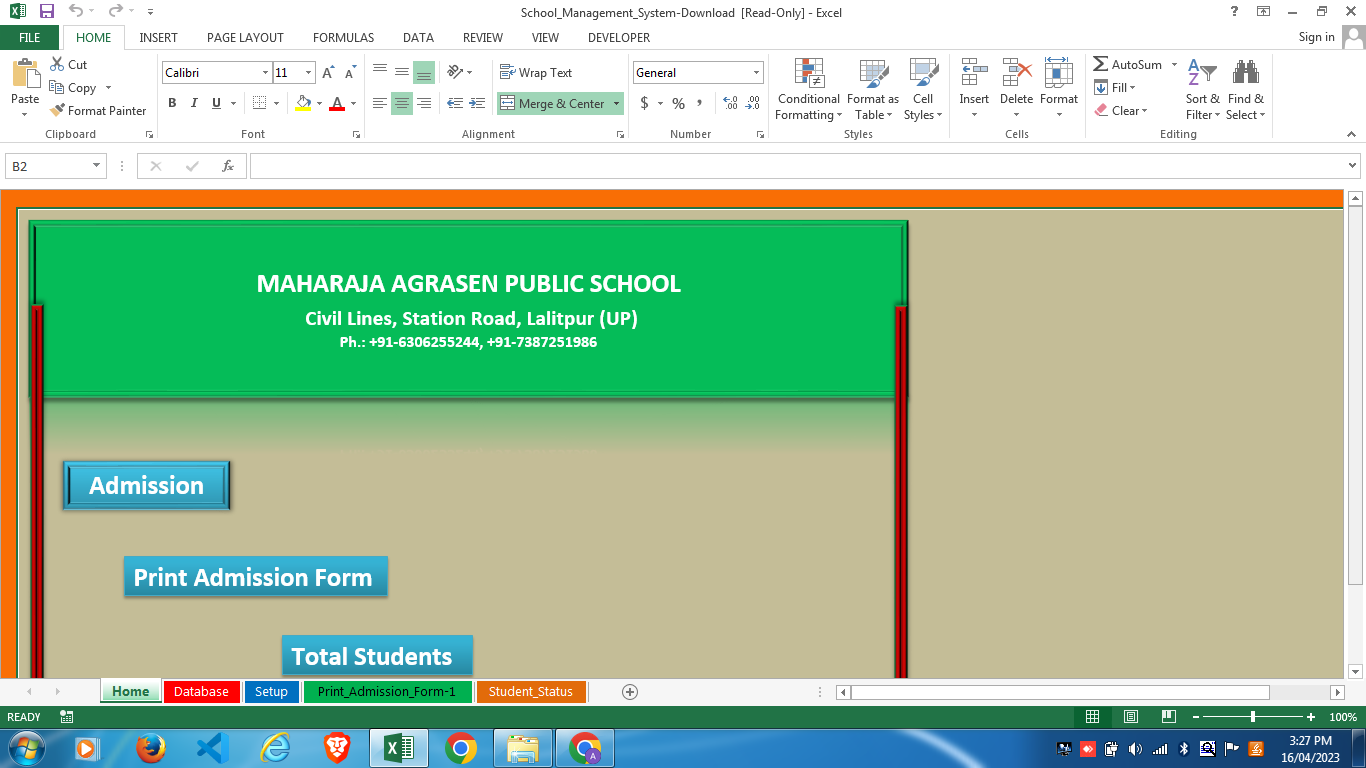 School_Management_System-Download [Read-Only] - Excel
?
FILE HOME INSERT PAGE LAYOUT FORMULAS DATA REVIEW VIEW DEVELOPER Sign in
Paste
Cut
Copy
Format Painter
Clipboard
Calibri 11
B I U
Font
Wrap Text
Merge & Center
Alignment
General
$ % ,
Number
Conditional Formatting
Format as Table
Cell Styles
Styles
Insert Delete Format
Cells
AutoSum
Fill
Clear
Sort & Filter
Find & Select
Editing
B2 fx
MAHARAJA AGRASEN PUBLIC SCHOOL
Civil Lines, Station Road, Lalitpur (UP)
Ph.: +91-6306255244, +91-7387251986
Admission
Print Admission Form
Total Students
Home Database Setup Print_Admission_Form-1 Student_Status
READY 100%
3:27 PM
16/04/2023